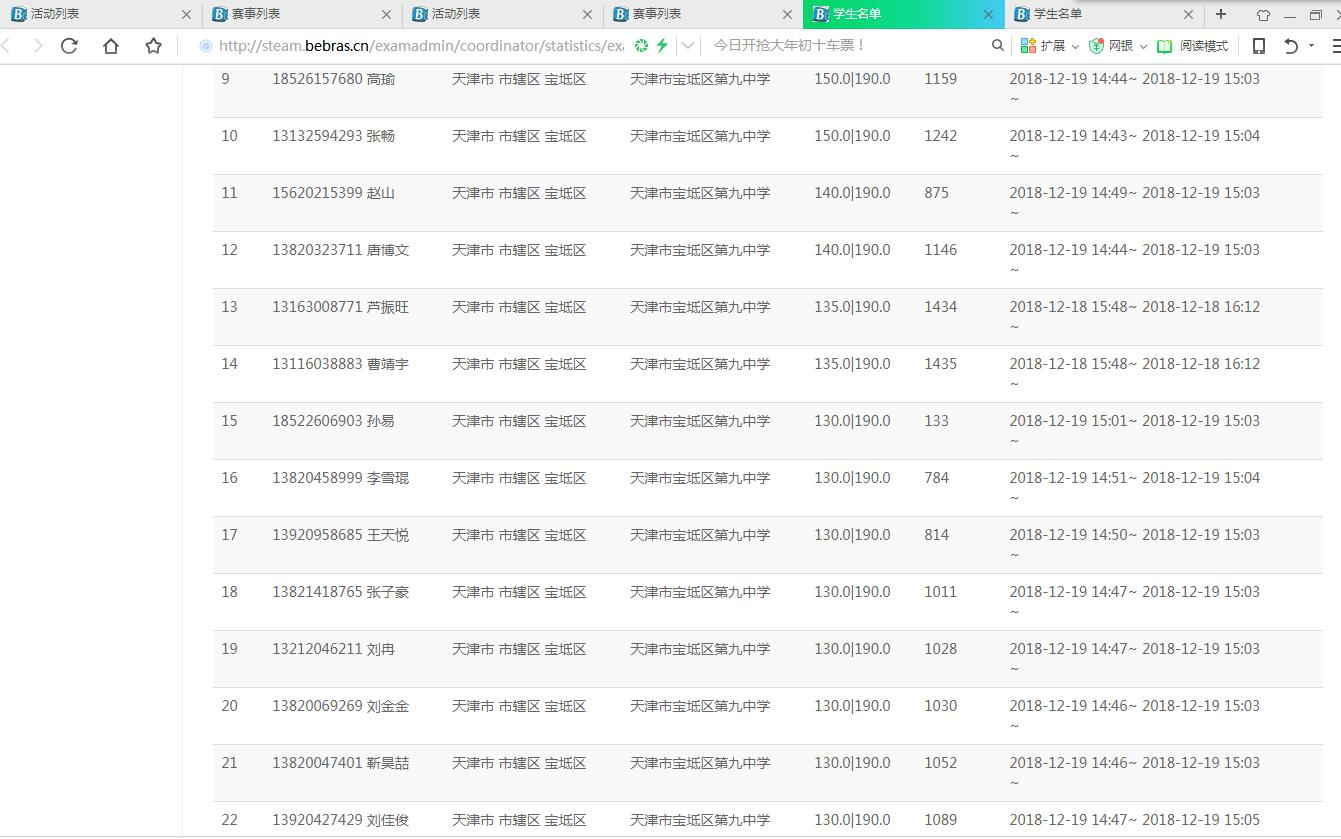 活动列表 赛事列表 活动列表 赛事列表 学生名单 学生名单
http://steam.bebras.cn/examadmin/coordinator/statistics/exa 今日开抢大年初十车票！ 扩展 网银 阅读模式
9 18526157680 高瑜 天津市 市辖区 宝坻区 天津市宝坻区第九中学 150.0|190.0 1159 2018-12-19 14:44~ 2018-12-19 15:03
~
10 13132594293 张畅 天津市 市辖区 宝坻区 天津市宝坻区第九中学 150.0|190.0 1242 2018-12-19 14:43~ 2018-12-19 15:04
~
11 15620215399 赵山 天津市 市辖区 宝坻区 天津市宝坻区第九中学 140.0|190.0 875 2018-12-19 14:49~ 2018-12-19 15:03
~
12 13820323711 唐博文 天津市 市辖区 宝坻区 天津市宝坻区第九中学 140.0|190.0 1146 2018-12-19 14:44~ 2018-12-19 15:03
~
13 13163008771 芦振旺 天津市 市辖区 宝坻区 天津市宝坻区第九中学 135.0|190.0 1434 2018-12-18 15:48~ 2018-12-18 16:12
~
14 13116038883 曹靖宇 天津市 市辖区 宝坻区 天津市宝坻区第九中学 135.0|190.0 1435 2018-12-18 15:48~ 2018-12-18 16:12
~
15 18522606903 孙易 天津市 市辖区 宝坻区 天津市宝坻区第九中学 130.0|190.0 133 2018-12-19 15:01~ 2018-12-19 15:03
~
16 13820458999 李雪琨 天津市 市辖区 宝坻区 天津市宝坻区第九中学 130.0|190.0 784 2018-12-19 14:51~ 2018-12-19 15:04
~
17 13920958685 王天悦 天津市 市辖区 宝坻区 天津市宝坻区第九中学 130.0|190.0 814 2018-12-19 14:50~ 2018-12-19 15:03
~
18 13821418765 张子豪 天津市 市辖区 宝坻区 天津市宝坻区第九中学 130.0|190.0 1011 2018-12-19 14:47~ 2018-12-19 15:03
~
19 13212046211 刘冉 天津市 市辖区 宝坻区 天津市宝坻区第九中学 130.0|190.0 1028 2018-12-19 14:47~ 2018-12-19 15:03
~
20 13820069269 刘金金 天津市 市辖区 宝坻区 天津市宝坻区第九中学 130.0|190.0 1030 2018-12-19 14:46~ 2018-12-19 15:03
~
21 13820047401 靳昊喆 天津市 市辖区 宝坻区 天津市宝坻区第九中学 130.0|190.0 1052 2018-12-19 14:46~ 2018-12-19 15:03
~
22 13920427429 刘佳俊 天津市 市辖区 宝坻区 天津市宝坻区第九中学 130.0|190.0 1089 2018-12-19 14:47~ 2018-12-19 15:05